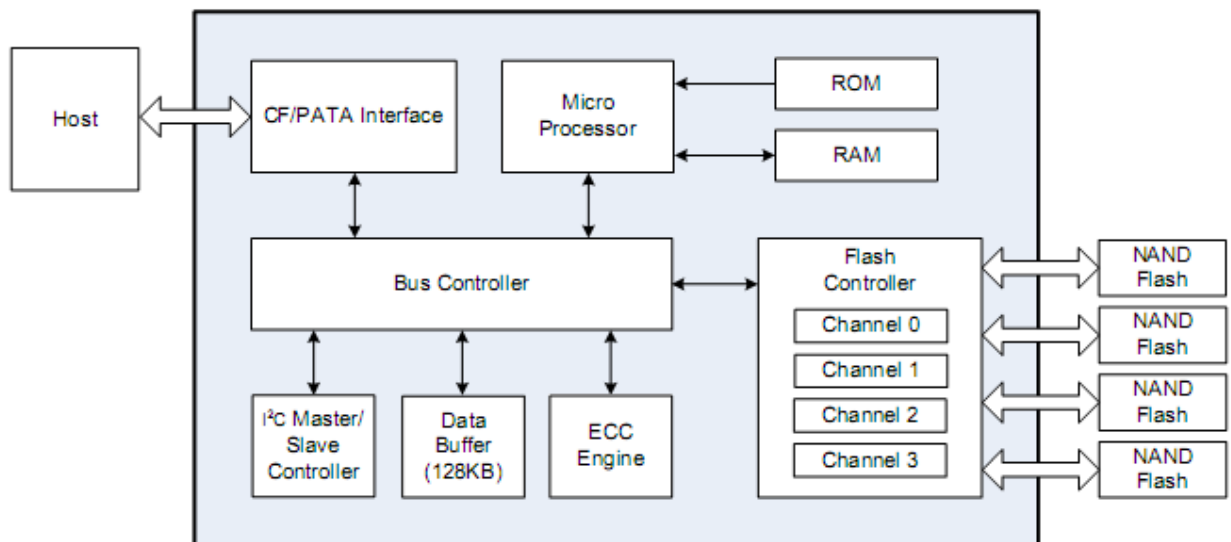 Host
CF/PATA Interface
Micro
Processor
ROM
RAM
Bus Controller
Flash
Controller
Channel 0
Channel 1
Channel 2
Channel 3
NAND
Flash
NAND
Flash
NAND
Flash
NAND
Flash
I²C Master/
Slave
Controller
Data
Buffer
(128KB)
ECC
Engine